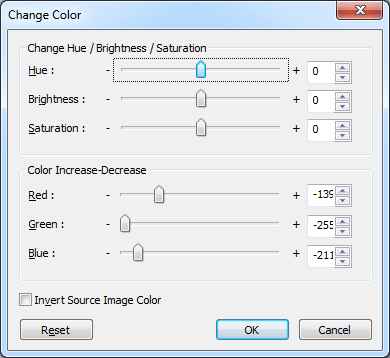 Change Color
Change Hue / Brightness / Saturation
Hue : - + 0
Brightness : - + 0
Saturation : - + 0
Color Increase-Decrease
Red : - + -139
Green : - + -255
Blue : - + -211
Invert Source Image Color
Reset OK Cancel